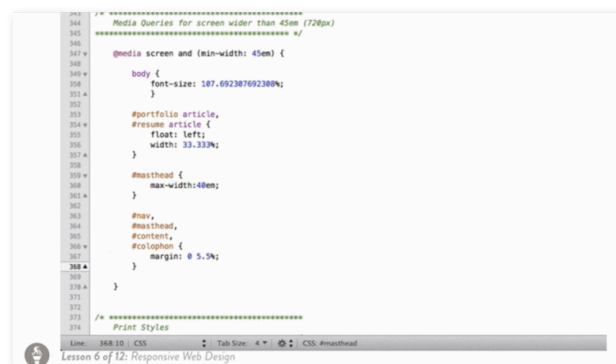 343 /* ******************************************
344 Media Queries for screen wider than 45em (720px)
345 ****************************************** */
346
347 @media screen and (min-width: 45em) {
348
349 body {
350 font-size: 107.692307692308%;
351 }
352
353 #portfolio article,
354 #resume article {
355 float: left;
356 width: 33.333%;
357 }
358
359 #masthead {
360 max-width:40em;
361 }
362
363 #nav,
364 #masthead,
365 #content,
366 #colophon {
367 margin: 0 5.5%;
368 }
369
370 }
371
372
373 /* ******************************************
374 Print Styles
Line: 368:10 CSS Tab Size: 4 CSS: #masthead
Lesson 6 of 12: Responsive Web Design